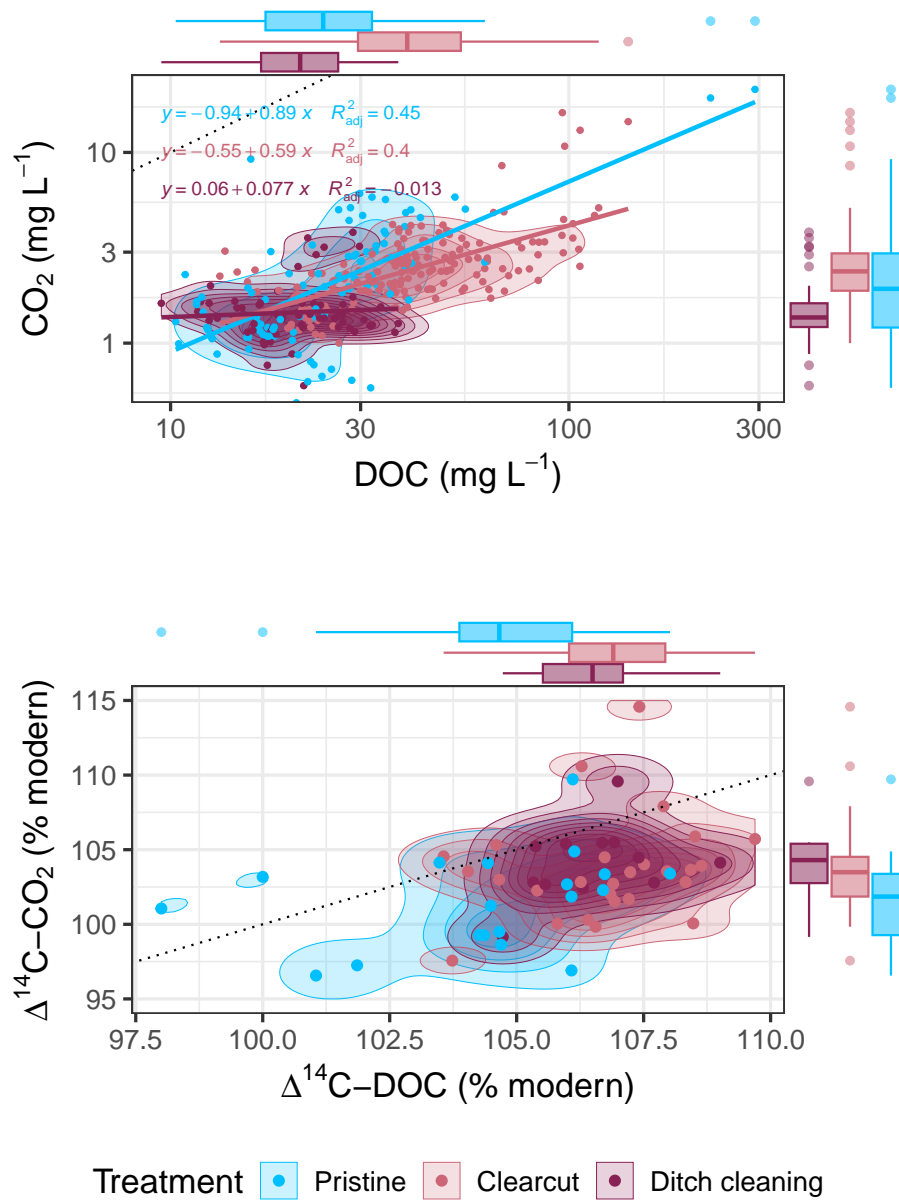 y = −0.94+0.89 x   R²adj = 0.45
y = −0.55+0.59 x   R²adj = 0.4
y = 0.06+0.077 x   R²adj = −0.013
10
3
1
CO₂ (mg L⁻¹)
10 30 100 300
DOC (mg L⁻¹)
115
110
105
100
95
Δ¹⁴C−CO₂ (% modern)
97.5 100.0 102.5 105.0 107.5 110.0
Δ¹⁴C−DOC (% modern)
Treatment Pristine Clearcut Ditch cleaning